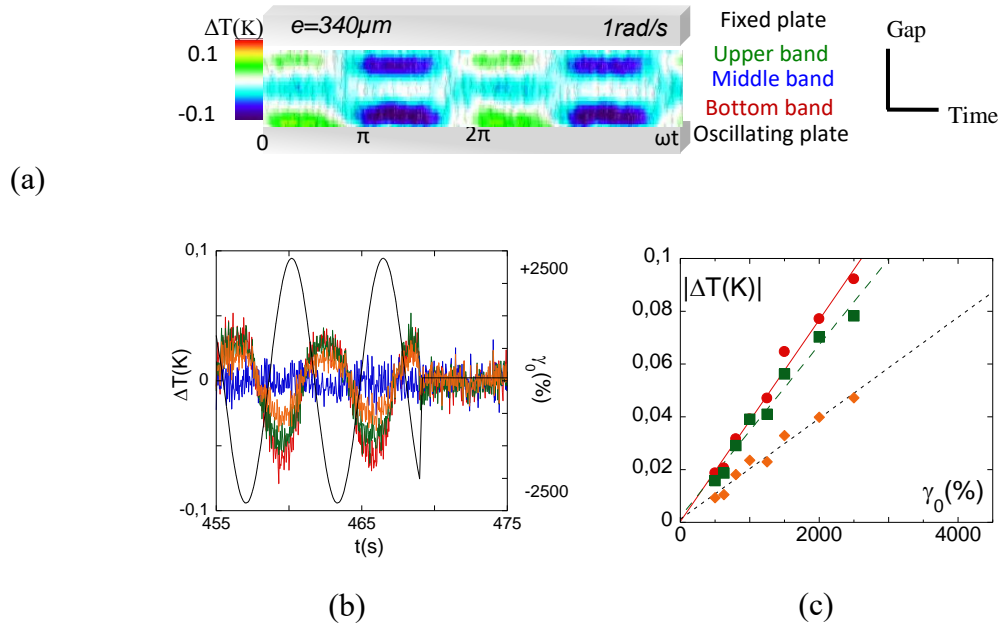 ΔT(K)
0.1
-0.1
e=340µm
1rad/s
Fixed plate
Upper band
Middle band
Bottom band
Oscillating plate
Gap
Time
0
π
2π
ωt
(a)
0,1
0
-0,1
ΔT(K)
455
465
475
t(s)
+2500
-2500
γ0(%)
(b)
0,1
0,08
0,06
0,04
0,02
0
|ΔT(K)|
γ0(%)
0
2000
4000
(c)